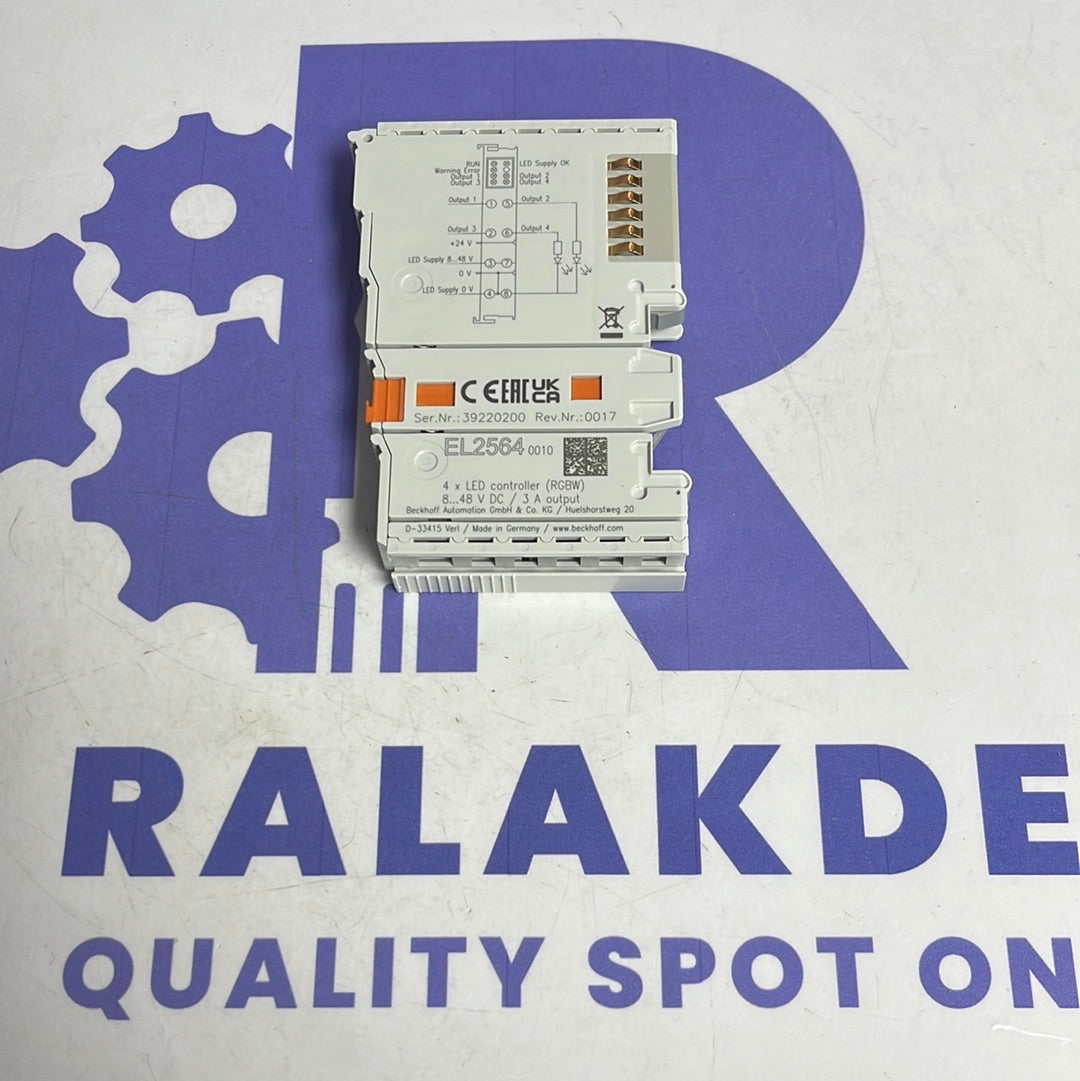 R
RUN
LED Supply OK
Warning Error
Output 1
Output 2
Output 3
Output 4
Output 1
1
5
Output 2
Output 3
2
6
Output 4
+24 V
LED Supply 8...48 V
3
7
0 V
LED Supply 0 V
4
8
CE EAC UK CA
Ser.Nr.: 39220200 Rev.Nr.: 0017
EL2564 0010
4 x LED controller (RGBW)
8...48 V DC / 3 A output
Beckhoff Automation GmbH & Co. KG / Huelshorstweg 20
D-33415 Verl / Made in Germany / www.beckhoff.com
RALAKDE
QUALITY SPOT ON